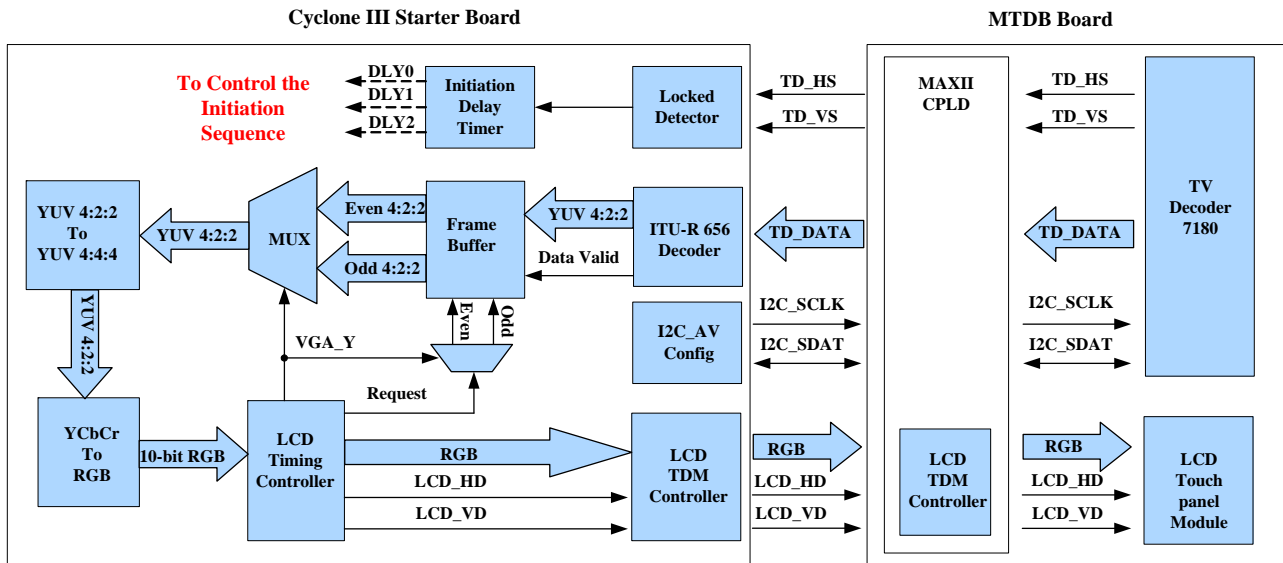 Cyclone III Starter Board
MTDB Board
To Control the
Initiation
Sequence
DLY0
DLY1
DLY2
Initiation
Delay
Timer
Locked
Detector
TD_HS
TD_VS
MAXII
CPLD
TD_HS
TD_VS
YUV 4:2:2
To
YUV 4:4:4
YUV 4:2:2
MUX
Even 4:2:2
Odd 4:2:2
Frame
Buffer
YUV 4:2:2
Data Valid
ITU-R 656
Decoder
TD_DATA
TD_DATA
TV
Decoder
7180
YUV 4:2:2
VGA_Y
Even
Odd
Request
I2C_AV
Config
I2C_SCLK
I2C_SDAT
I2C_SCLK
I2C_SDAT
YCbCr
To
RGB
10-bit RGB
LCD
Timing
Controller
RGB
LCD_HD
LCD_VD
LCD
TDM
Controller
RGB
LCD_HD
LCD_VD
LCD
TDM
Controller
RGB
LCD_HD
LCD_VD
LCD
Touch
panel
Module